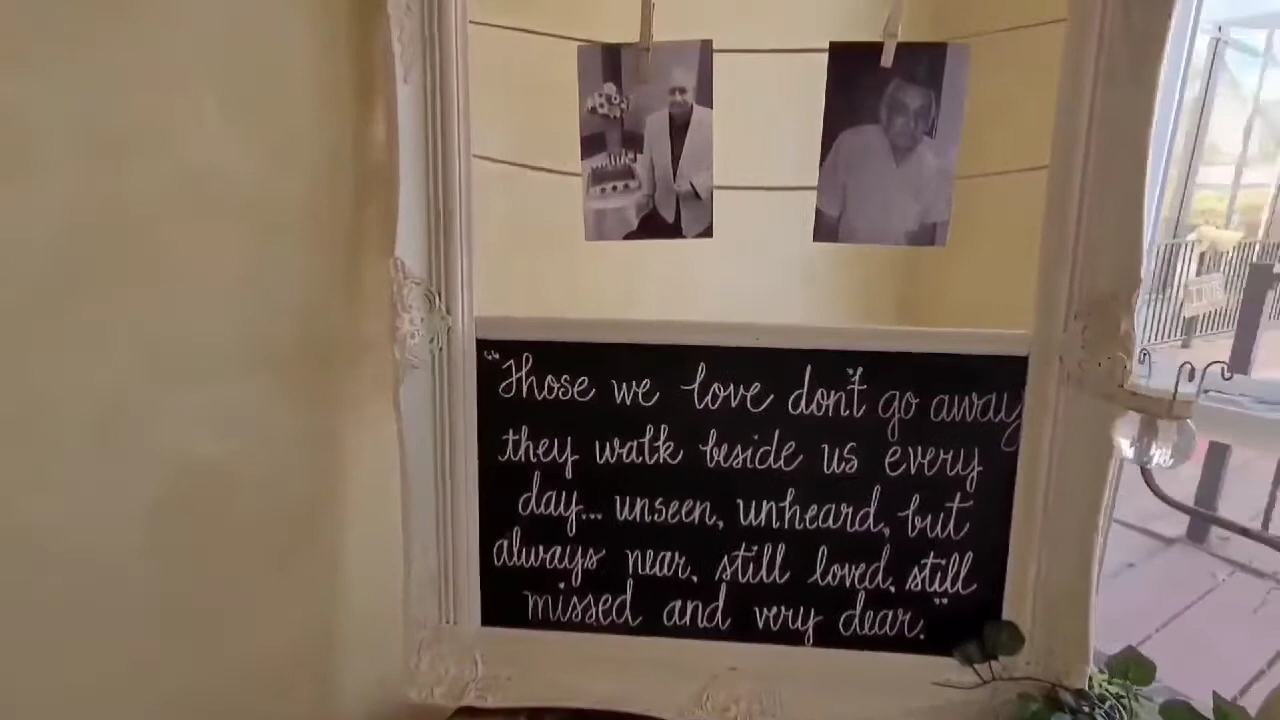 "Those we love don't go away
they walk beside us every
day... unseen, unheard, but
always near, still loved, still
missed and very dear."